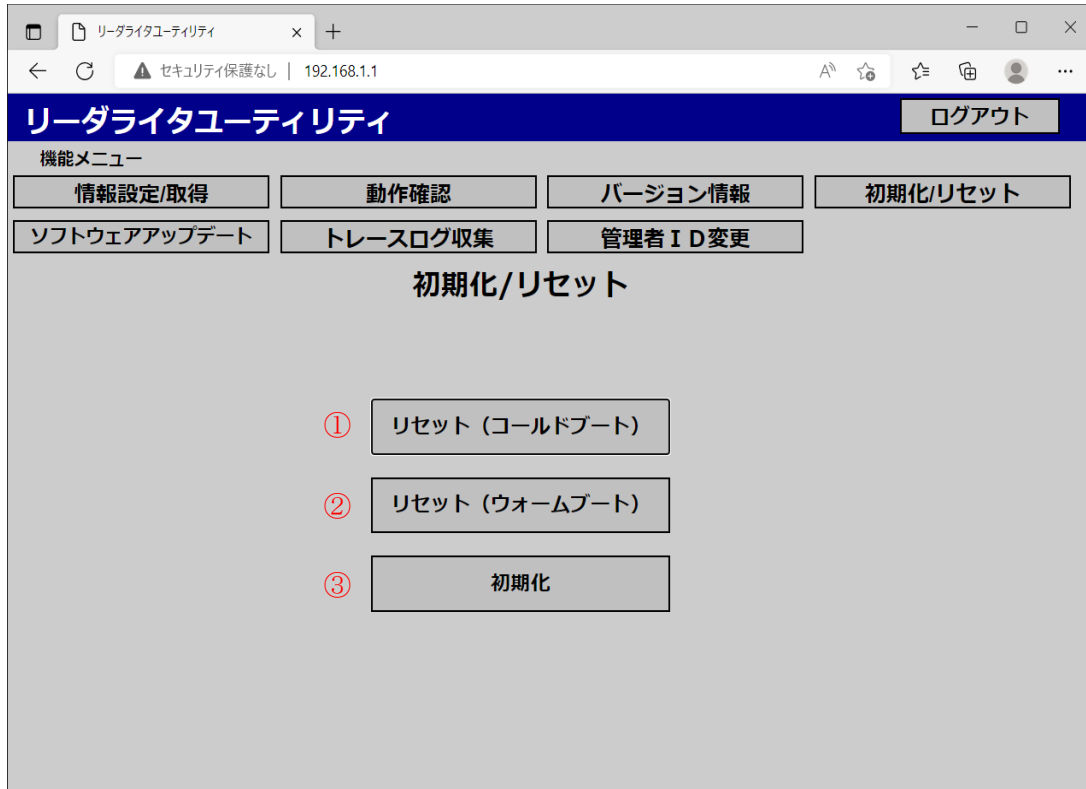 リーダライタユーティリティ
セキュリティ保護なし | 192.168.1.1
リーダライタユーティリティ ログアウト
機能メニュー
情報設定/取得 動作確認 バージョン情報 初期化/リセット
ソフトウェアアップデート トレースログ収集 管理者ＩＤ変更
初期化/リセット
① リセット（コールドブート）
② リセット（ウォームブート）
③ 初期化